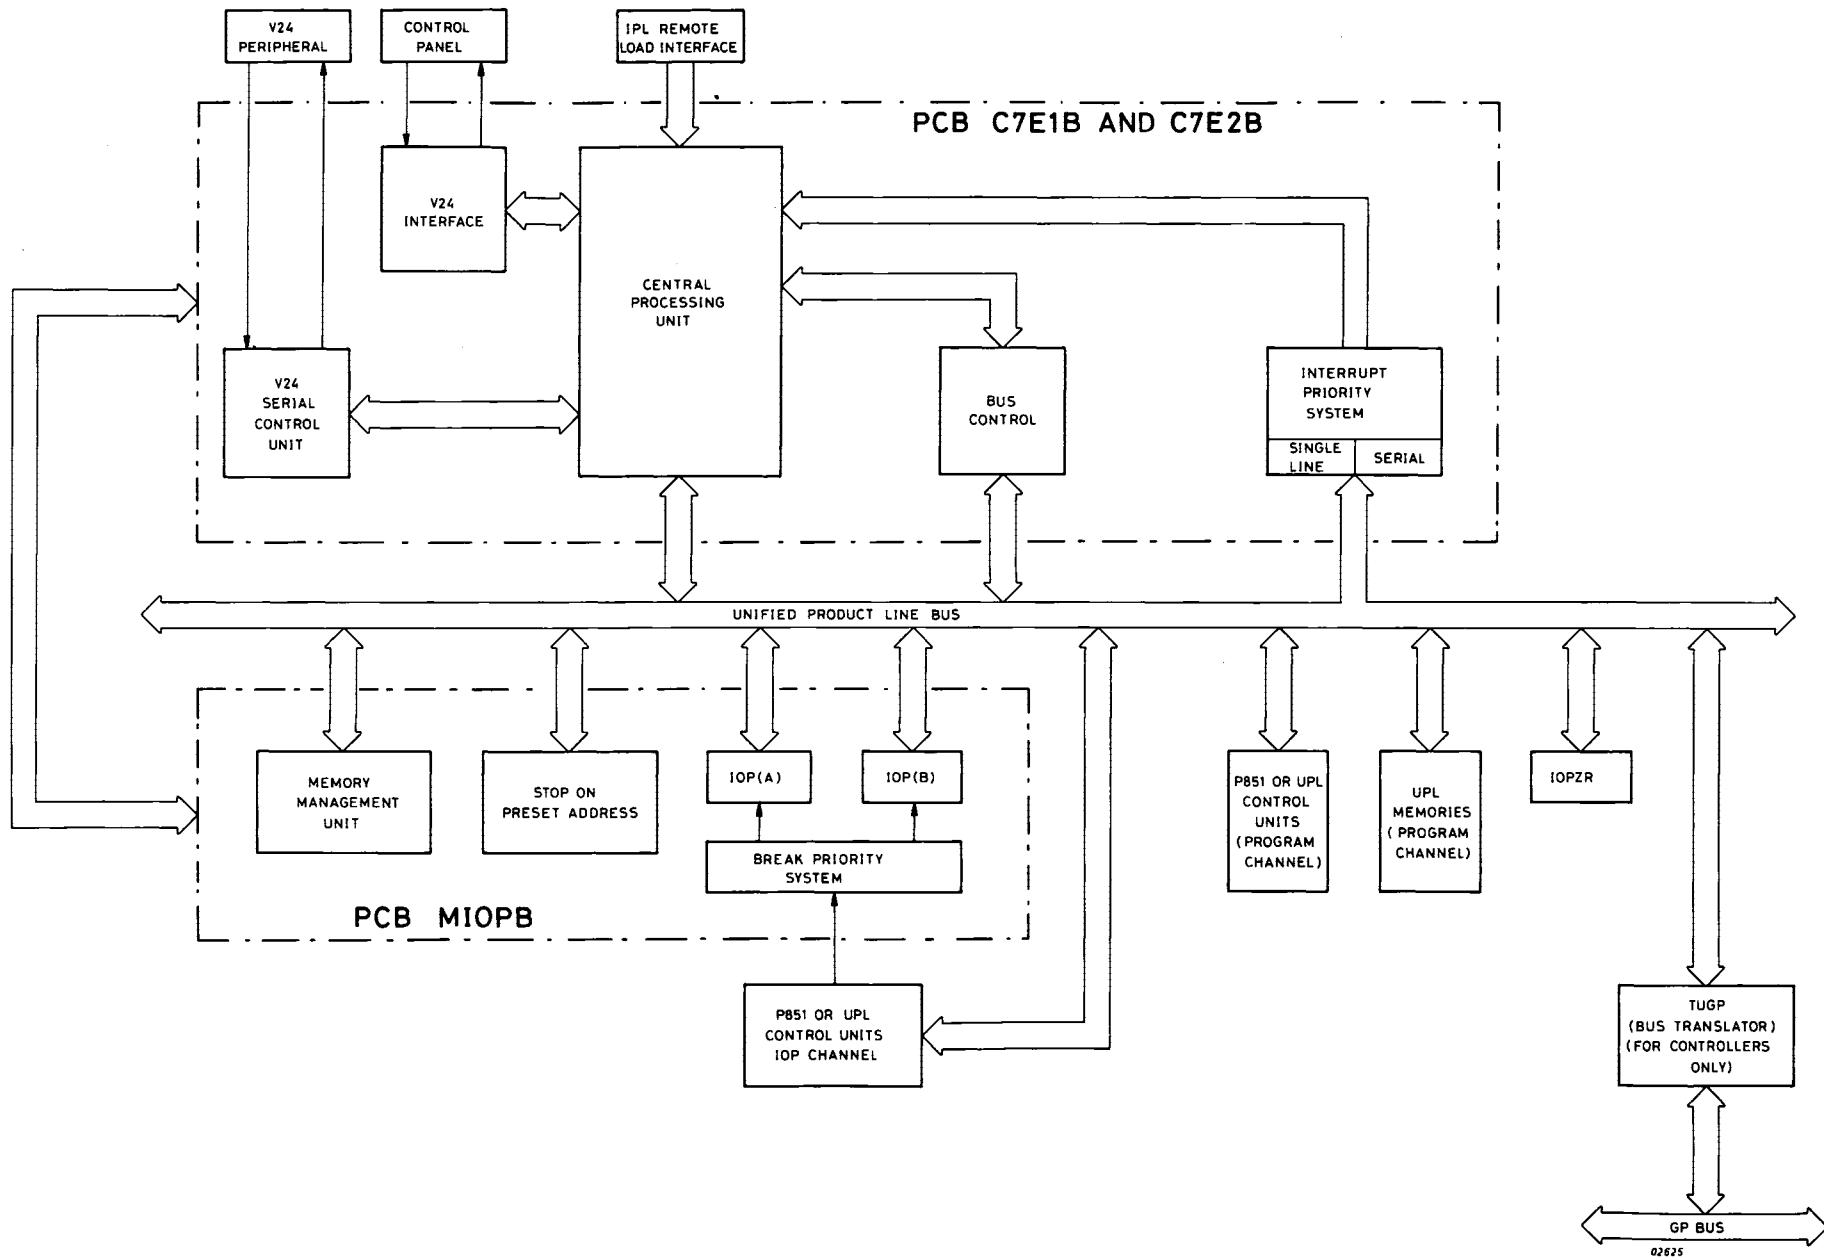 V24
PERIPHERAL
CONTROL
PANEL
IPL REMOTE
LOAD INTERFACE
PCB C7E1B AND C7E2B
V24
INTERFACE
CENTRAL
PROCESSING
UNIT
V24
SERIAL
CONTROL
UNIT
BUS
CONTROL
INTERRUPT
PRIORITY
SYSTEM
SINGLE
LINE
SERIAL
UNIFIED PRODUCT LINE BUS
MEMORY
MANAGEMENT
UNIT
STOP ON
PRESET ADDRESS
IOP(A)
IOP(B)
BREAK PRIORITY
SYSTEM
PCB MIOPB
P851 OR UPL
CONTROL
UNITS
(PROGRAM
CHANNEL)
UPL
MEMORIES
(PROGRAM
CHANNEL)
IOPZR
P851 OR UPL
CONTROL UNITS
IOP CHANNEL
TUGP
(BUS TRANSLATOR)
(FOR CONTROLLERS
ONLY)
GP BUS
02625